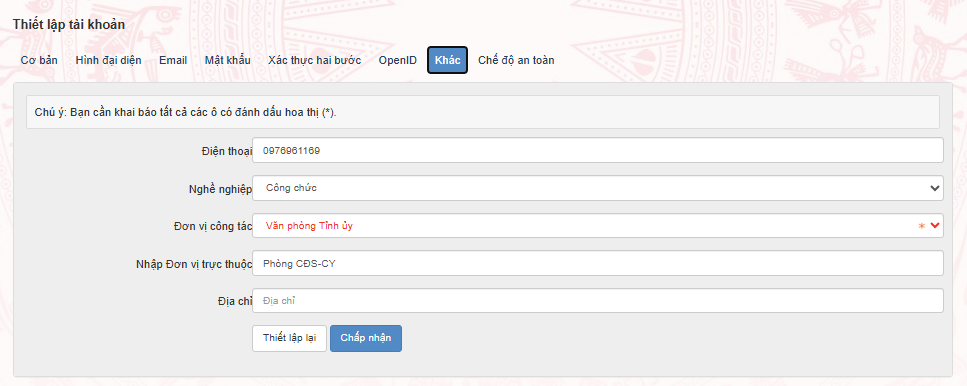 Thiết lập tài khoản
Cơ bản Hình đại diện Email Mật khẩu Xác thực hai bước OpenID Khác Chế độ an toàn
Chú ý: Bạn cần khai báo tất cả các ô có đánh dấu hoa thị (*).
Điện thoại 0976961169
Nghề nghiệp Công chức
Đơn vị công tác Văn phòng Tỉnh ủy *
Nhập Đơn vị trực thuộc Phòng CĐS-CY
Địa chỉ Địa chỉ
Thiết lập lại Chấp nhận